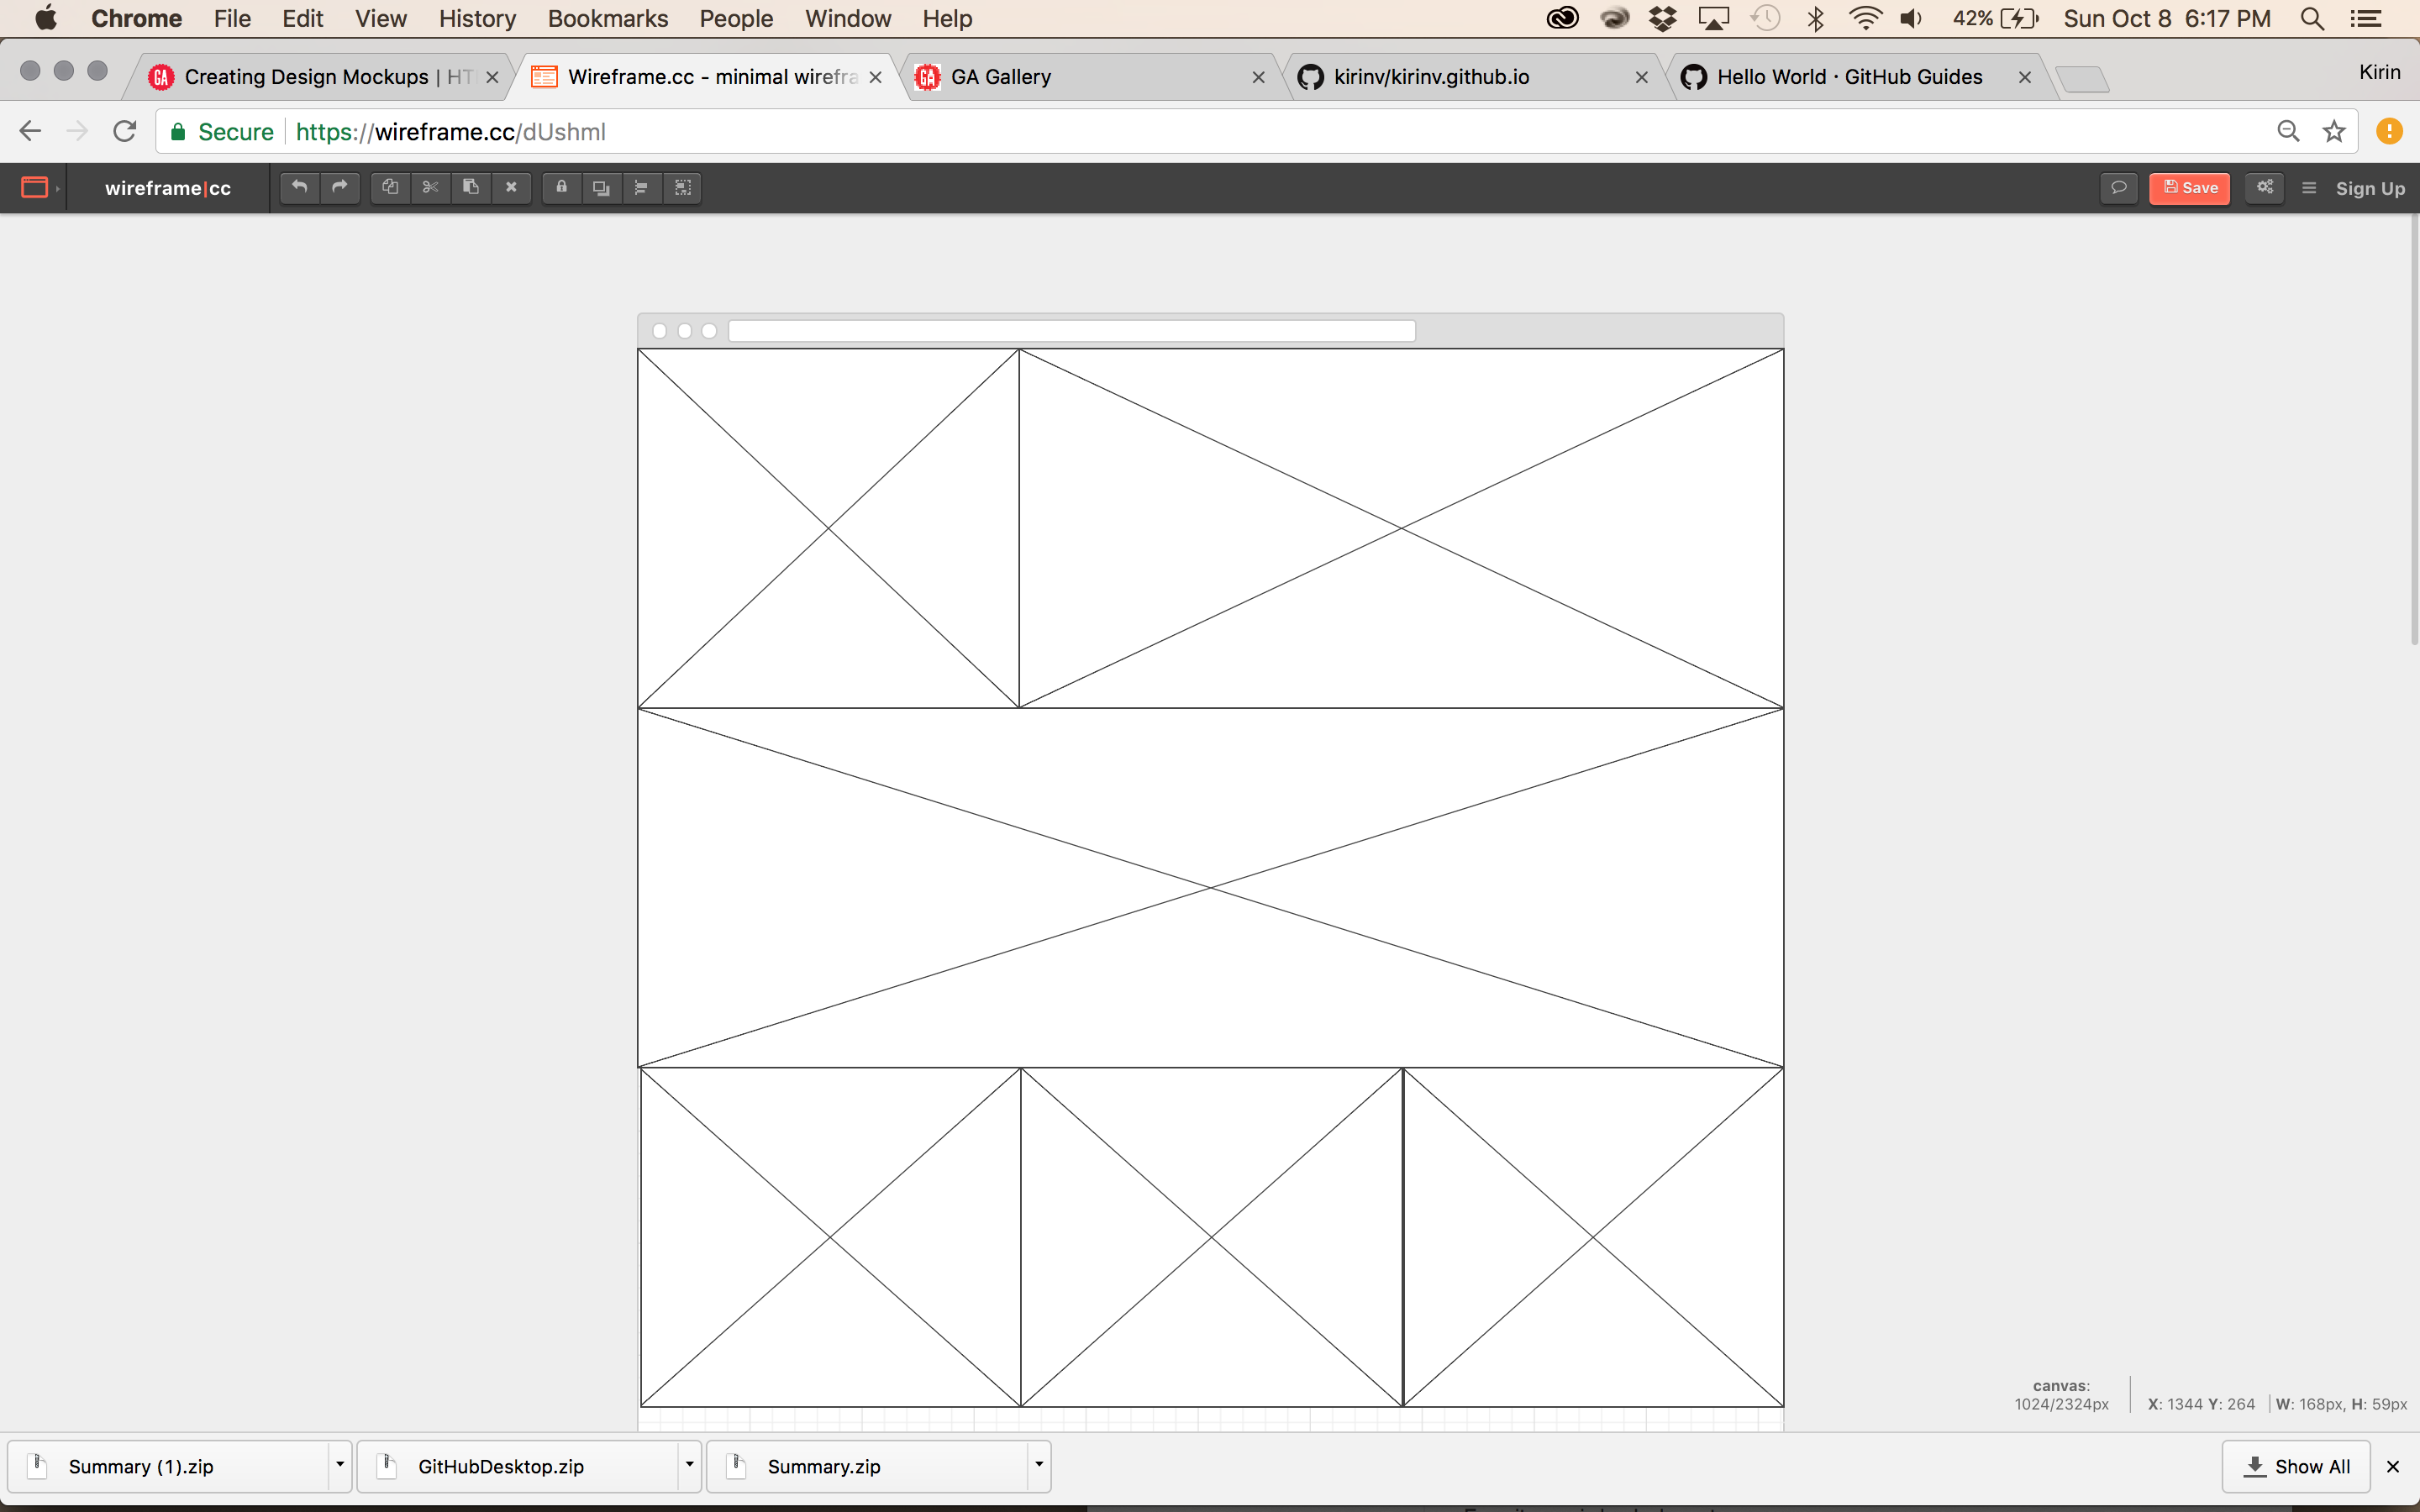 Chrome File Edit View History Bookmarks People Window Help 42% Sun Oct 8 6:17 PM
GA Creating Design Mockups | HT Wireframe.cc - minimal wirefra GA GA Gallery kirinv/kirinv.github.io Hello World · GitHub Guides Kirin
Secure https://wireframe.cc/dUshml
wireframe|cc Save Sign Up
canvas:
1024/2324px X: 1344 Y: 264 W: 168px, H: 59px
Summary (1).zip GitHubDesktop.zip Summary.zip Show All